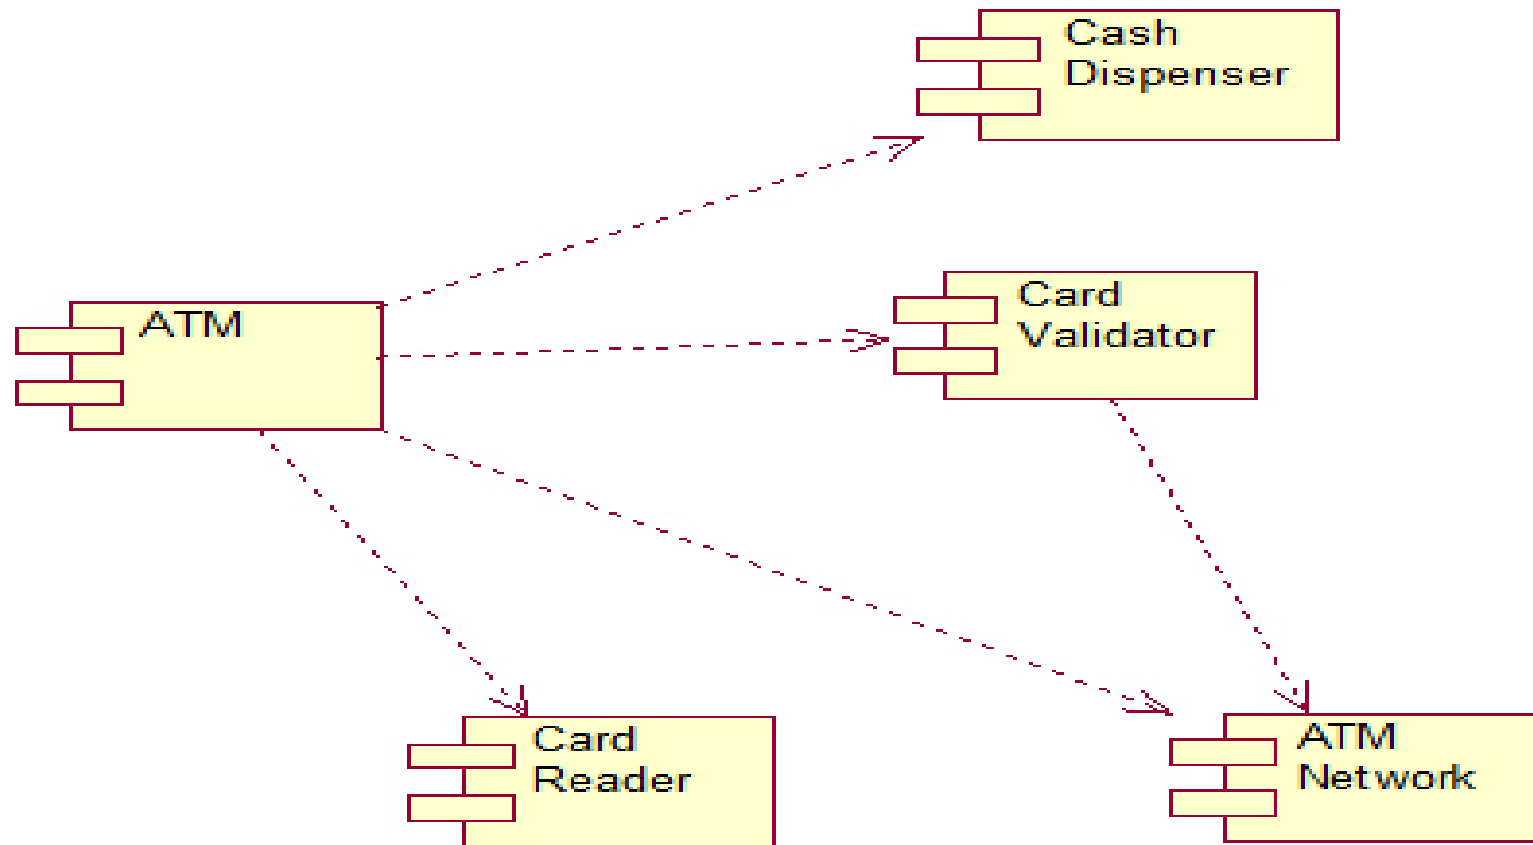 Cash
Dispenser
ATM
Card
Validator
Card
Reader
ATM
Network